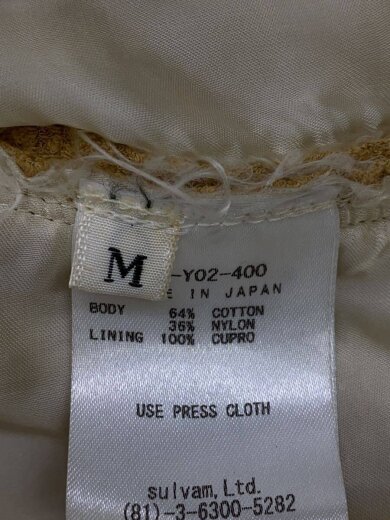 M
-Y02-400
E IN JAPAN
BODY 64% COTTON
36% NYLON
LINING 100% CUPRO
USE PRESS CLOTH
sulvam,Ltd.
(81)-3-6300-5282